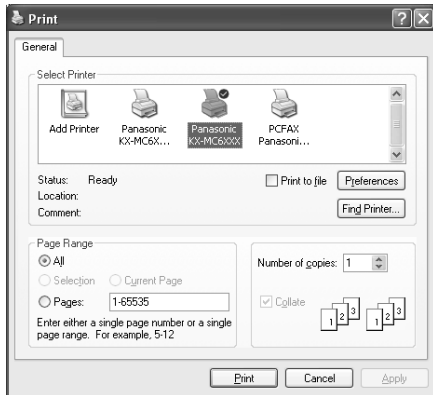 Print
General
Select Printer
Add Printer
Panasonic KX-MC6X...
Panasonic KX-MC6XXX
PCFAX Panasoni...
Status: Ready
Location:
Comment:
Print to file
Preferences
Find Printer...
Page Range
All
Selection
Current Page
Pages: 1-65535
Enter either a single page number or a single
page range. For example, 5-12
Number of copies: 1
Collate
1 2 3
1 2 3
Print
Cancel
Apply